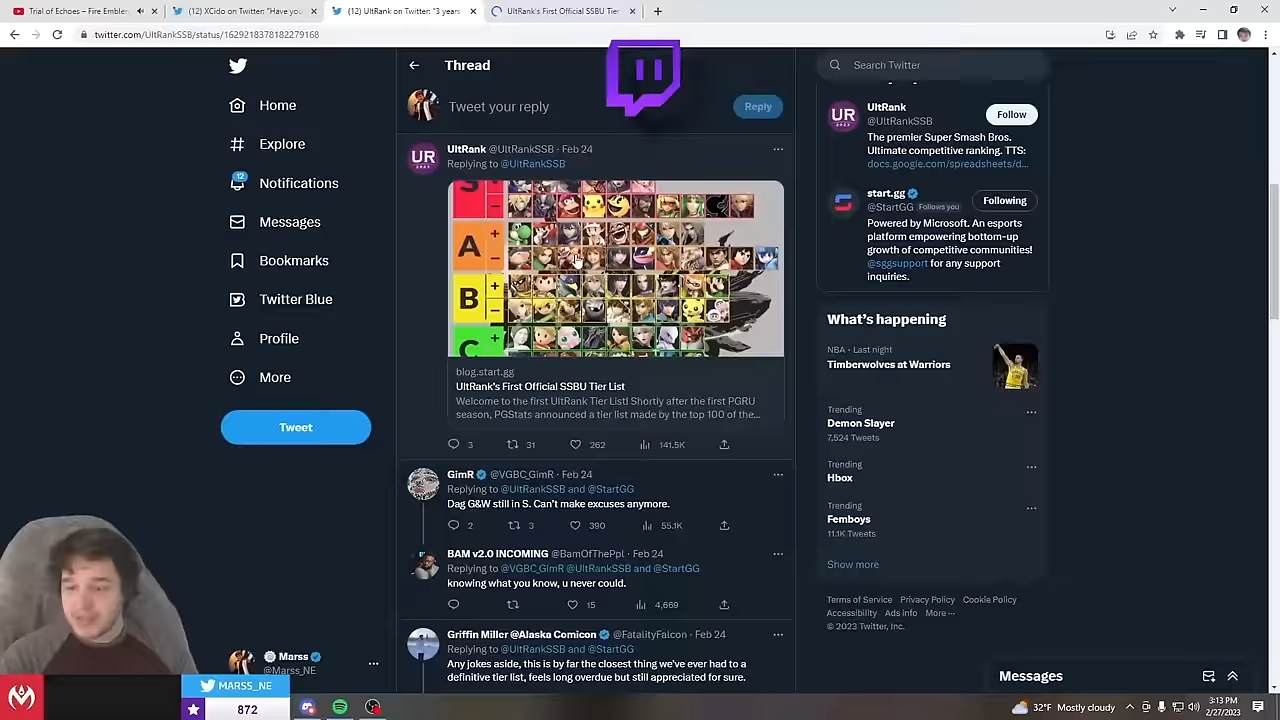 Trial of Echoes - Fire Emblem
(12) XCido on Twitter: "Have you
(12) UltRank on Twitter: "3 years
UltRank's First Official SSBU Tier
twitter.com/UltRankSSB/status/1629218378182279168
Home
Explore
12
Notifications
Messages
Bookmarks
Twitter Blue
Profile
More
Tweet
Marss
@Marss_NE
MARSS_NE
872
Thread
Tweet your reply
Reply
UR
2023
UltRank @UltRankSSB · Feb 24
Replying to @UltRankSSB
S
−
A
+
−
B
+
−
C
+
blog.start.gg
UltRank's First Official SSBU Tier List
Welcome to the first UltRank Tier List! Shortly after the first PGRU
season, PGStats announced a tier list made by the top 100 of the...
3 31 262 141.5K
GimR @VGBC_GimR · Feb 24
Replying to @UltRankSSB and @StartGG
Dag G&W still in S. Can't make excuses anymore.
2 3 390 55.1K
BAM v2.0 INCOMING @BamOfThePpl · Feb 24
Replying to @VGBC_GimR @UltRankSSB and @StartGG
knowing what you know, u never could.
15 4,669
Griffin Miller @Alaska Comicon @FatalityFalcon · Feb 24
Replying to @UltRankSSB and @StartGG
Any jokes aside, this is by far the closest thing we've ever had to a
definitive tier list, feels long overdue but still appreciated for sure.
Search Twitter
UR
2023
UltRank
@UltRankSSB
Follow
The premier Super Smash Bros.
Ultimate competitive ranking. TTS:
docs.google.com/spreadsheets/d...
start.gg
@StartGG Follows you
Following
Powered by Microsoft. An esports
platform empowering bottom-up
growth of competitive communities!
@sggsupport for any support
inquiries.
What's happening
NBA · Last night
Timberwolves at Warriors
Trending
Demon Slayer
7,524 Tweets
Trending
Hbox
Trending
Femboys
11.1K Tweets
Show more
Terms of Service Privacy Policy Cookie Policy
Accessibility Ads info More ···
© 2023 Twitter, Inc.
Messages
32°F Mostly cloudy
3:13 PM
2/27/2023